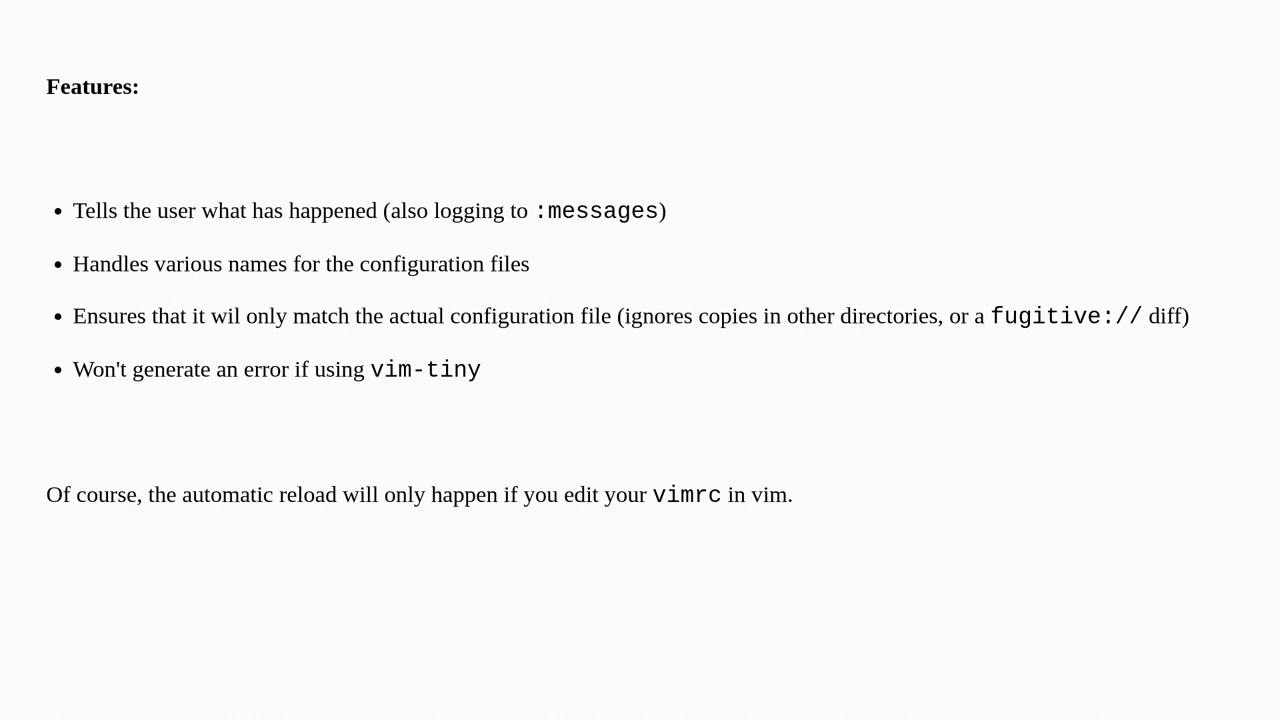 Features:
• Tells the user what has happened (also logging to :messages)
• Handles various names for the configuration files
• Ensures that it wil only match the actual configuration file (ignores copies in other directories, or a fugitive:// diff)
• Won't generate an error if using vim-tiny
Of course, the automatic reload will only happen if you edit your vimrc in vim.